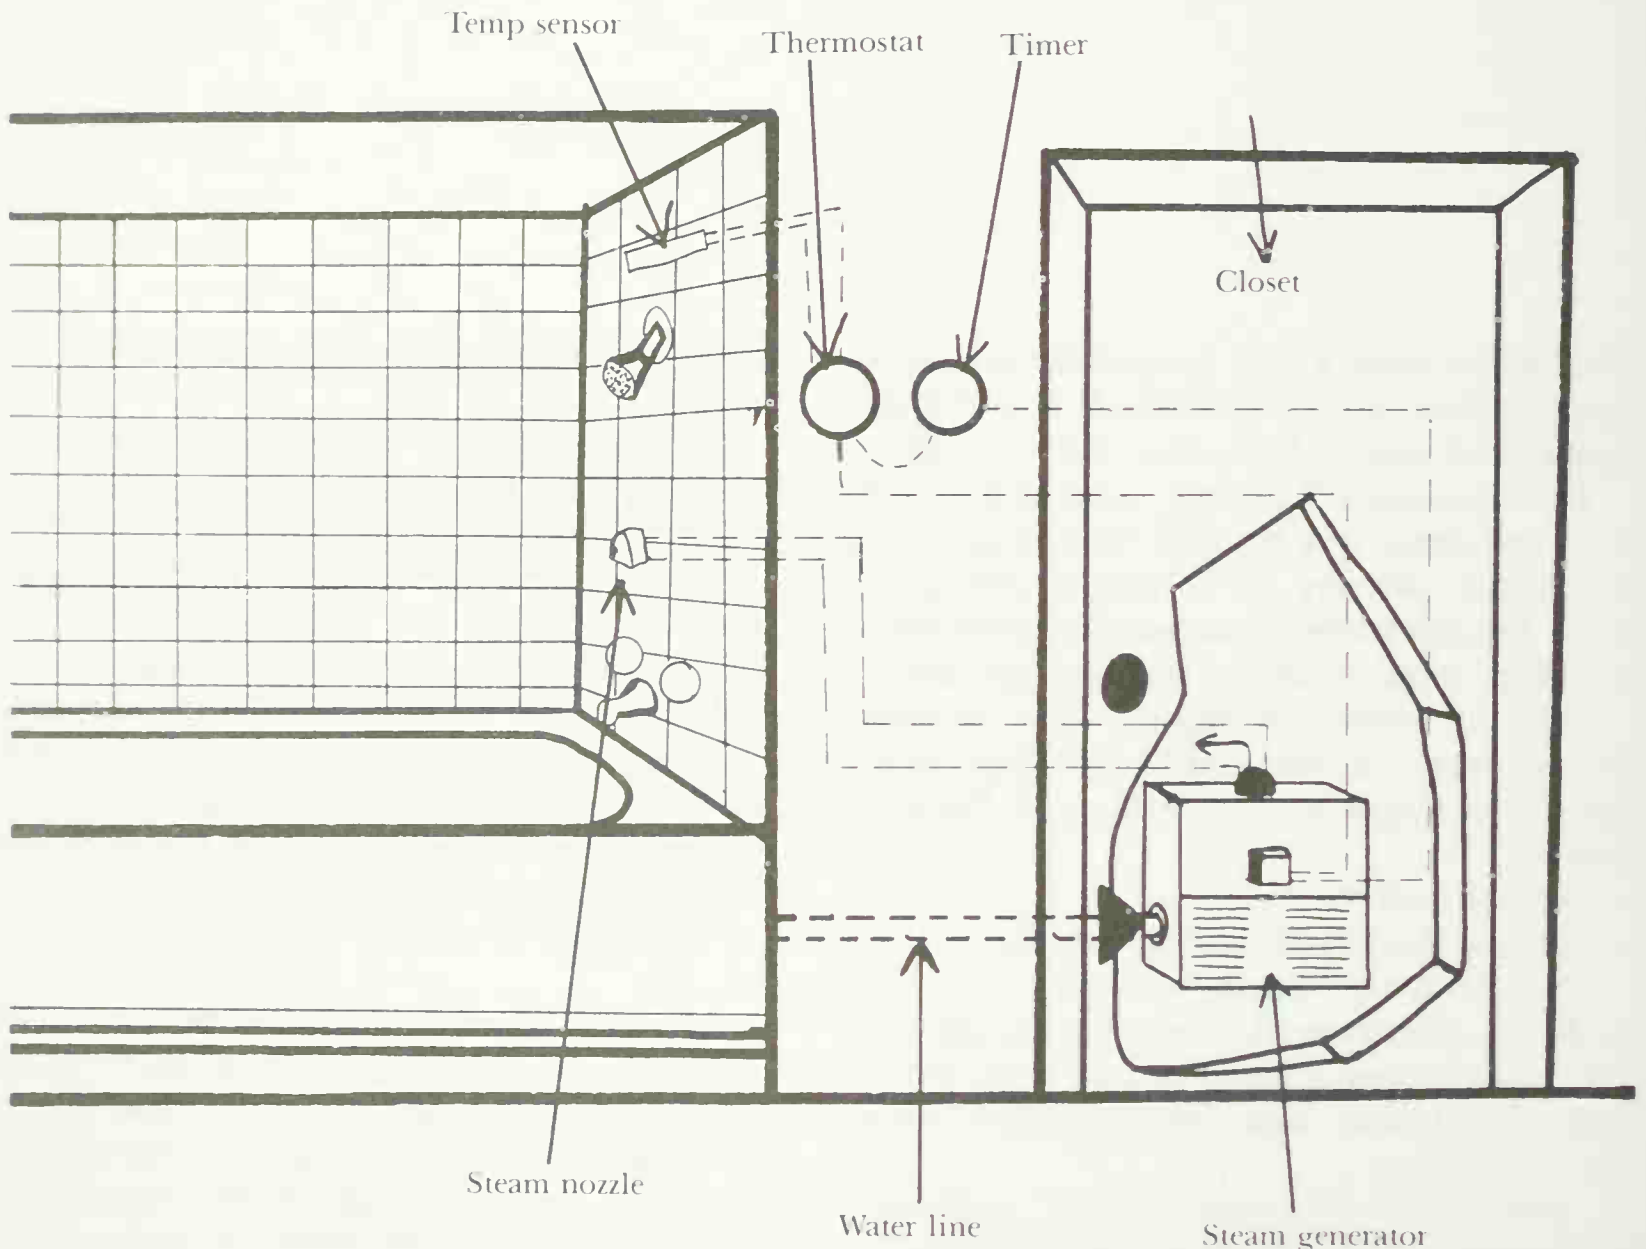 Temp sensor
Thermostat
Timer
Closet
Steam nozzle
Water line
Steam generator